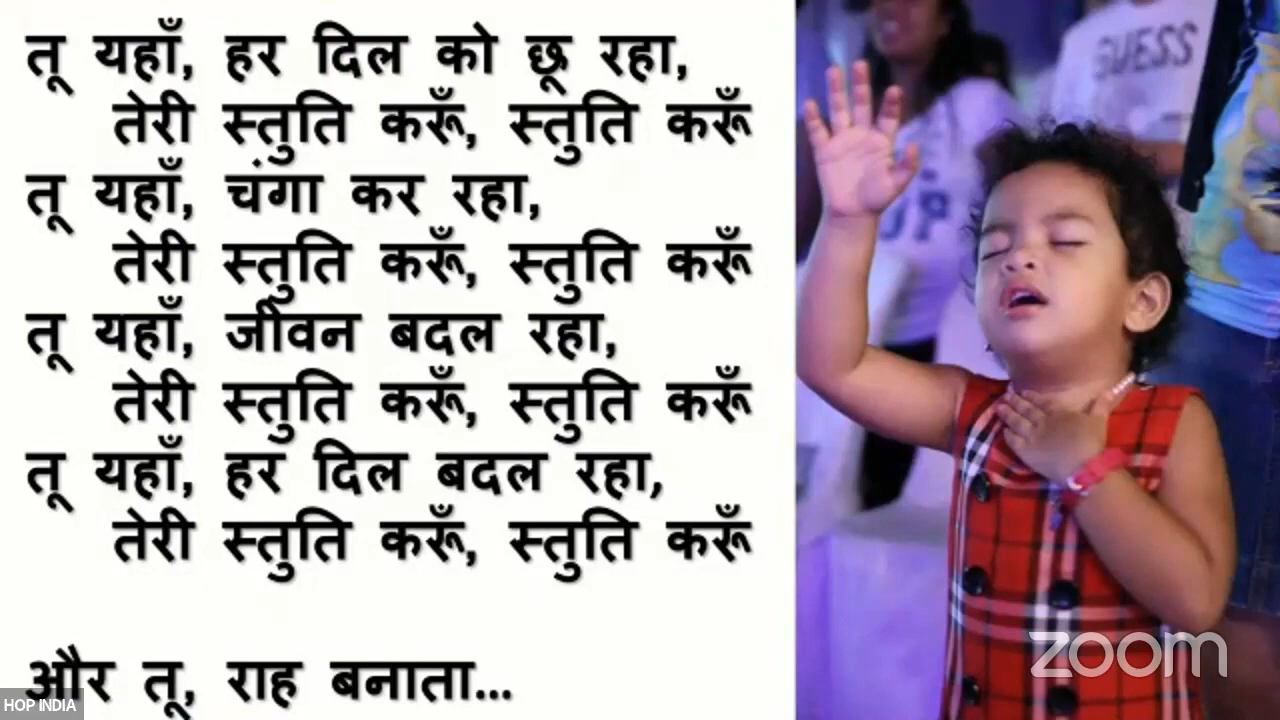 तू यहाँ, हर दिल को छू रहा,
तेरी स्तुति करूँ, स्तुति करूँ
तू यहाँ, चंगा कर रहा,
तेरी स्तुति करूँ, स्तुति करूँ
तू यहाँ, जीवन बदल रहा,
तेरी स्तुति करूँ, स्तुति करूँ
तू यहाँ, हर दिल बदल रहा,
तेरी स्तुति करूँ, स्तुति करूँ
और तू, राह बनाता...
HOP INDIA
GUESS
UP
zoom